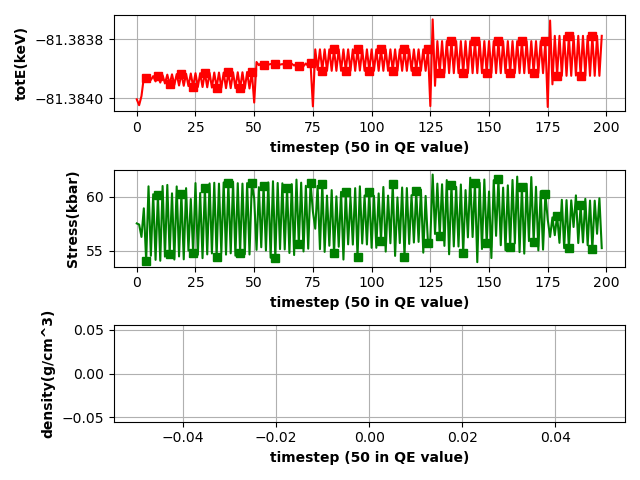 totE(keV)
−81.3838
−81.3840
0 25 50 75 100 125 150 175 200
timestep (50 in QE value)
Stress(kbar)
60
55
0 25 50 75 100 125 150 175 200
timestep (50 in QE value)
density(g/cm^3)
0.05
0.00
−0.05
−0.04 −0.02 0.00 0.02 0.04
timestep (50 in QE value)